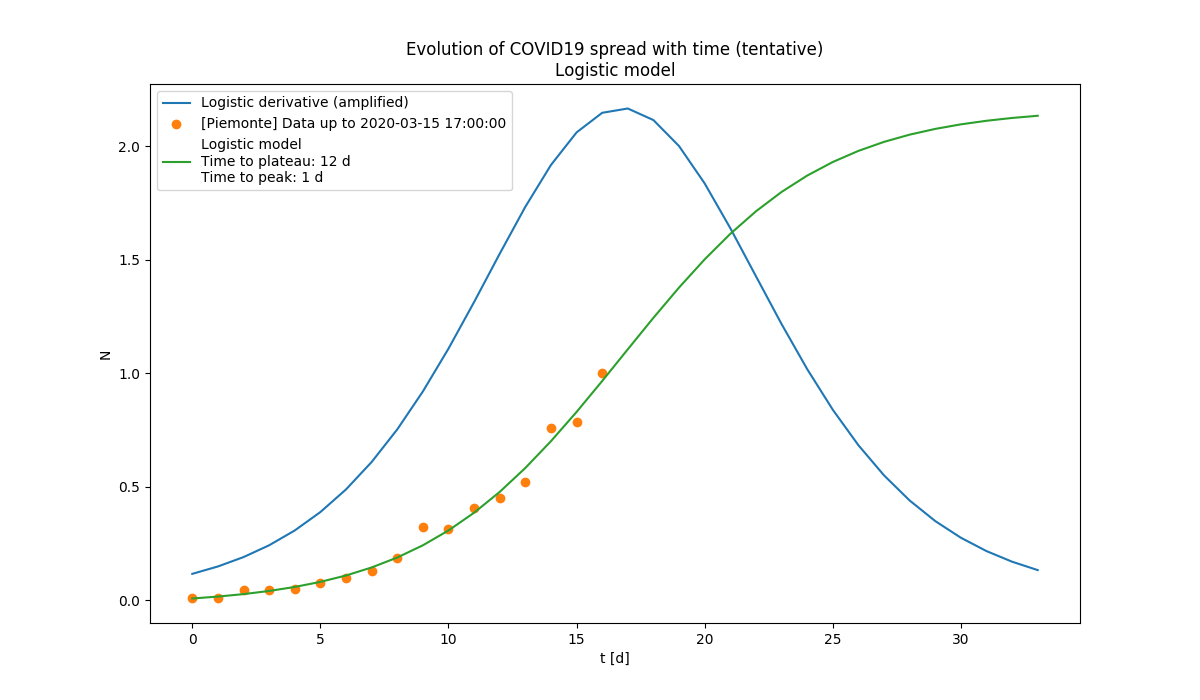 Evolution of COVID19 spread with time (tentative)
Logistic model
Logistic derivative (amplified)
[Piemonte] Data up to 2020-03-15 17:00:00
Logistic model
Time to plateau: 12 d
Time to peak: 1 d
2.0
1.5
1.0
0.5
0.0
N
0 5 10 15 20 25 30
t [d]